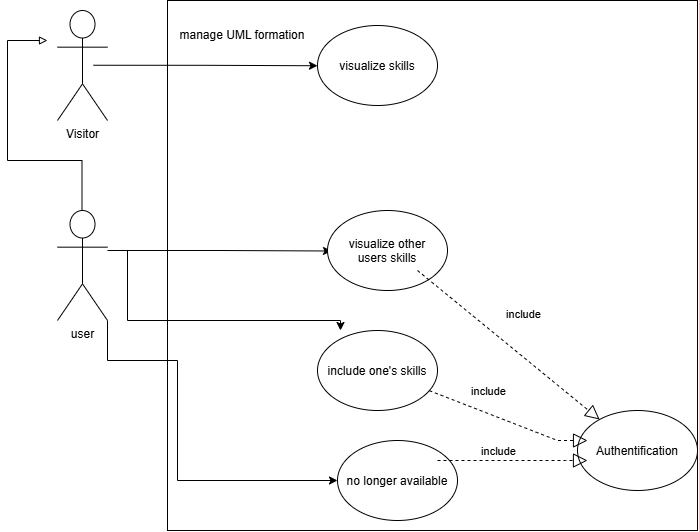 manage UML formation
visualize skills
Visitor
visualize other
users skills
include
user
include one's skills
include
include
Authentification
no longer available